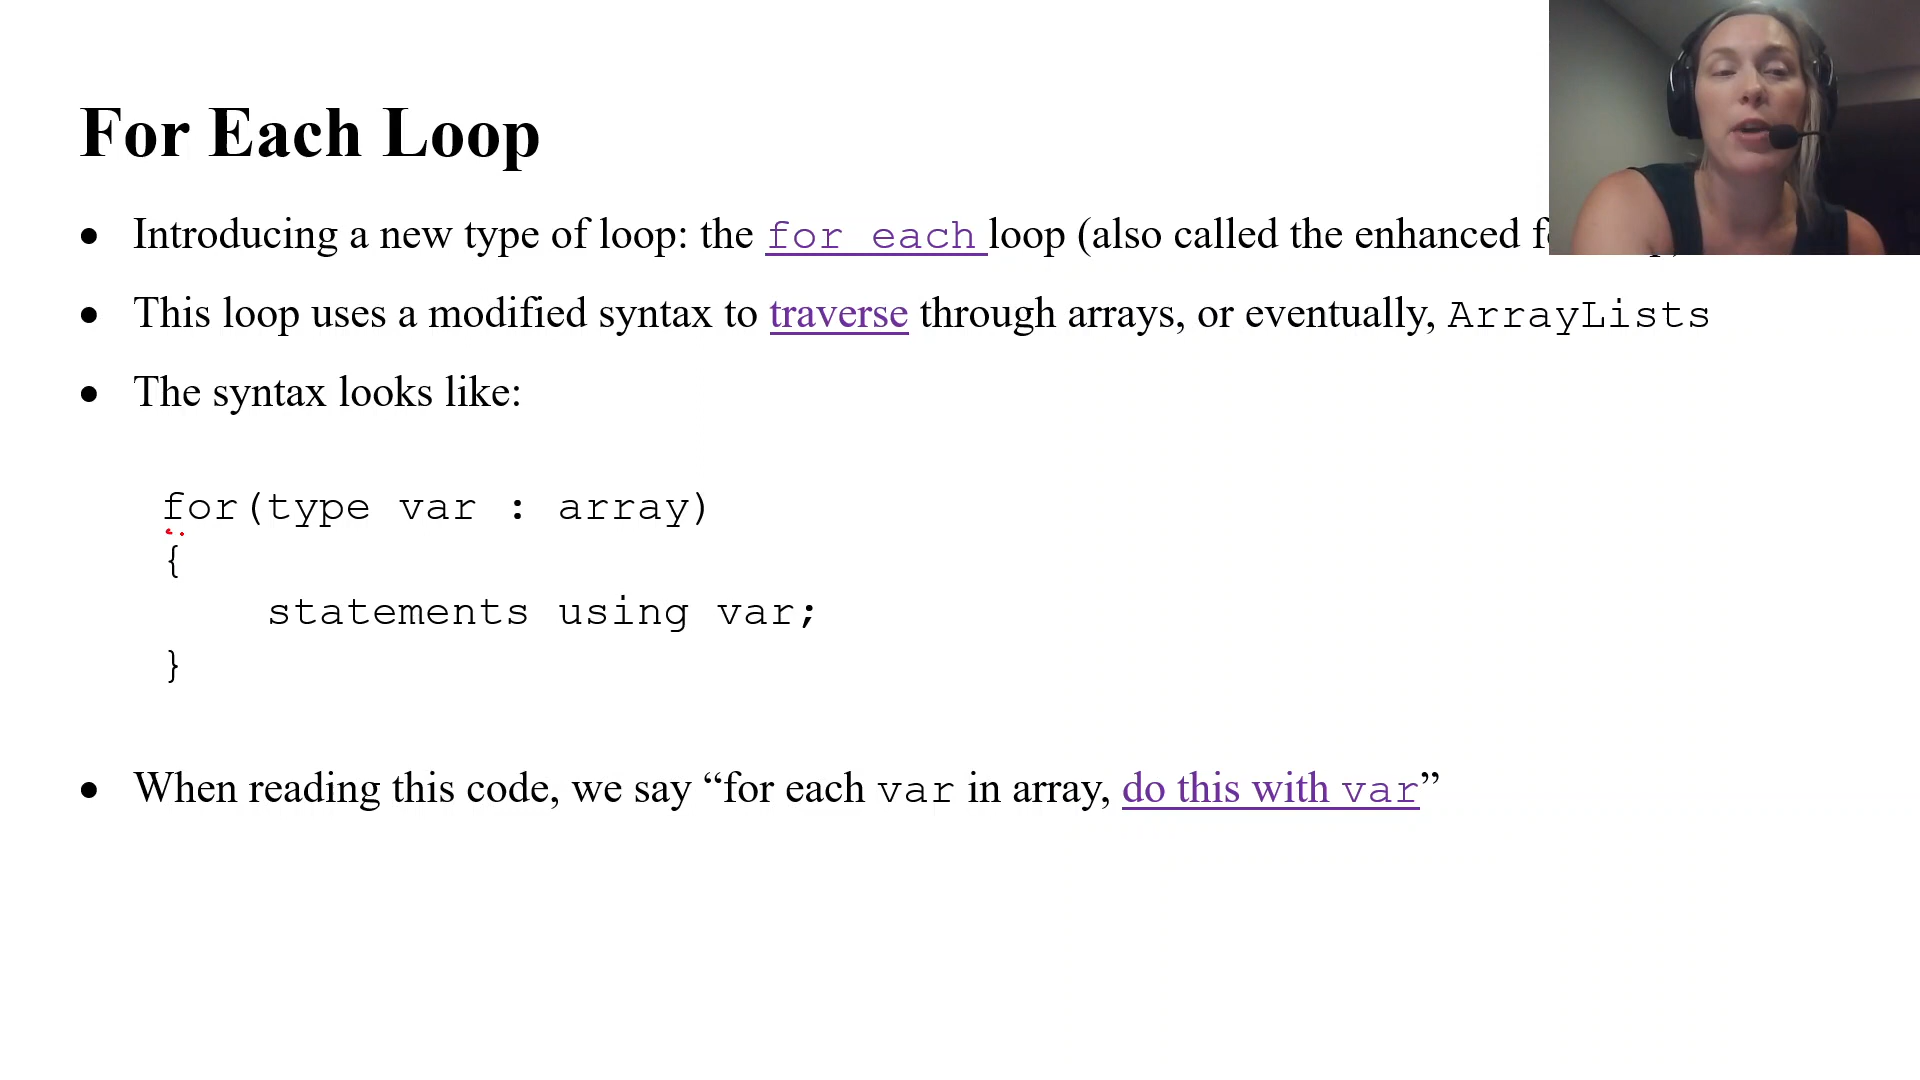 For Each Loop
• Introducing a new type of loop: the for each loop (also called the enhanced
• This loop uses a modified syntax to traverse through arrays, or eventually, ArrayLists
• The syntax looks like:
for(type var : array)
{
statements using var;
}
• When reading this code, we say “for each var in array, do this with var”